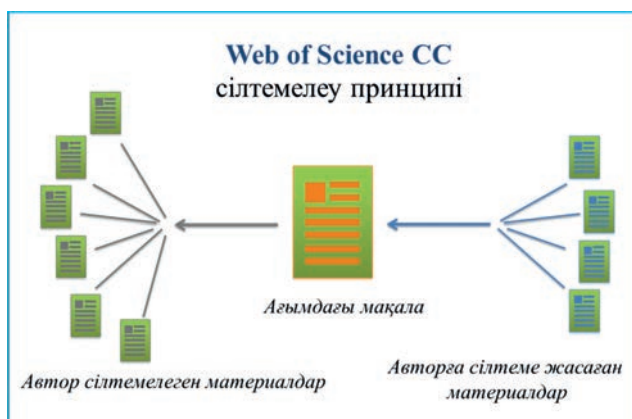 Web of Science CC
сілтемелеу принципі
Ағымдағы мақала
Автор сілтемелеген материалдар
Авторға сілтеме жасаған
материалдар